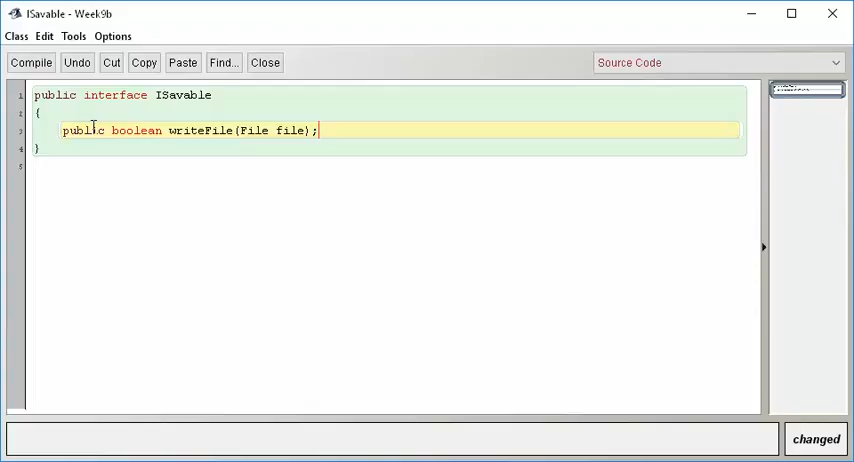 ISavable - Week9b
Class Edit Tools Options
Compile Undo Cut Copy Paste Find... Close Source Code
1 public interface ISavable
2 {
3 public boolean writeFile(File file);
4 }
5
changed